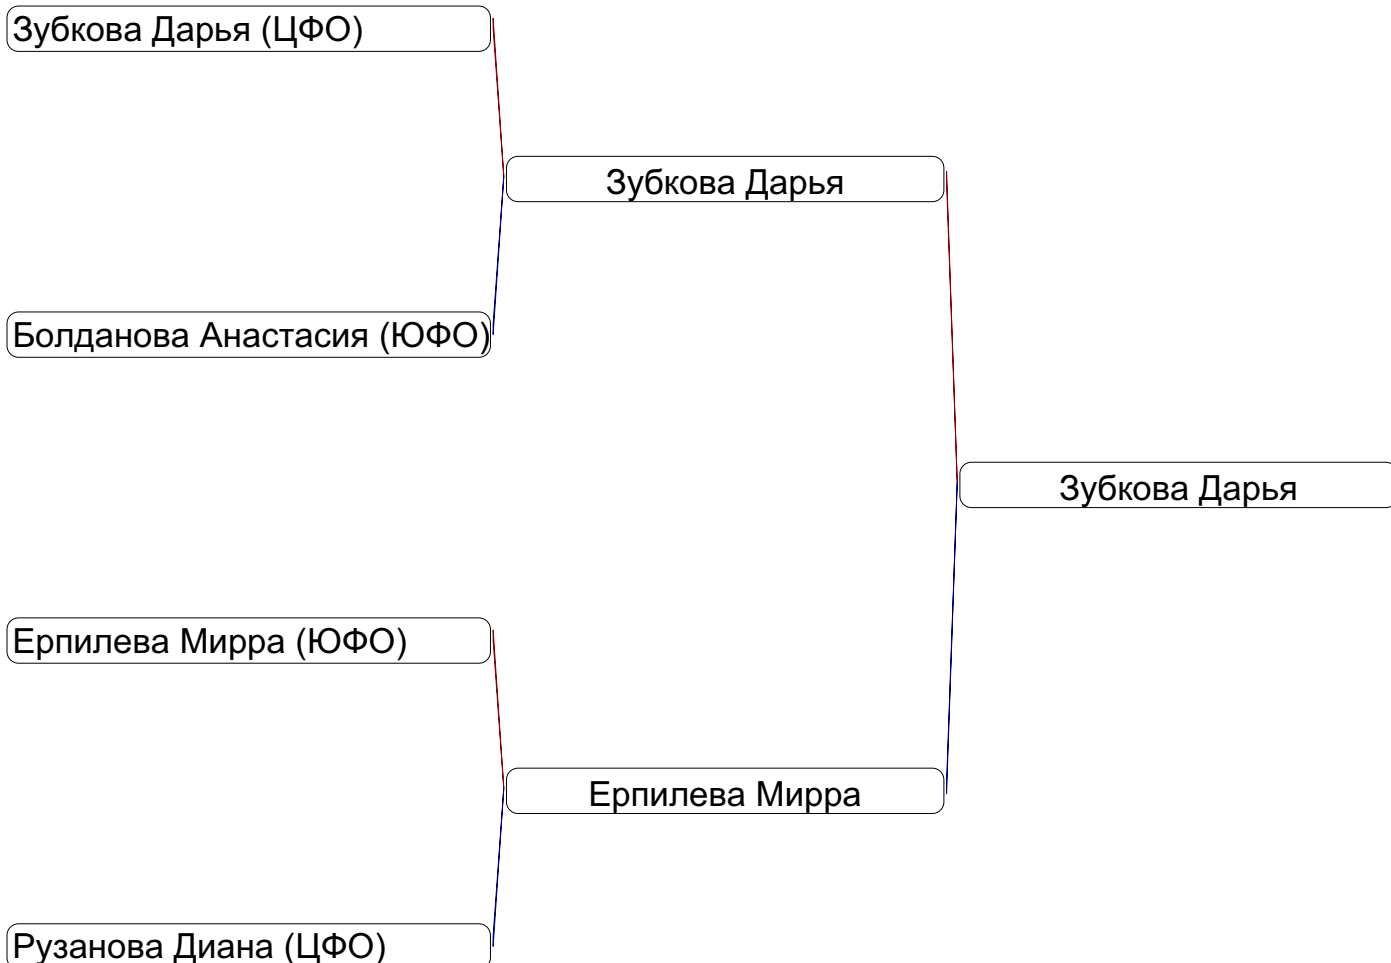 Зубкова Дарья (ЦФО)
Зубкова Дарья
Болданова Анастасия (ЮФО)
Зубкова Дарья
Ерпилева Мирра (ЮФО)
Ерпилева Мирра
Рузанова Диана (ЦФО)